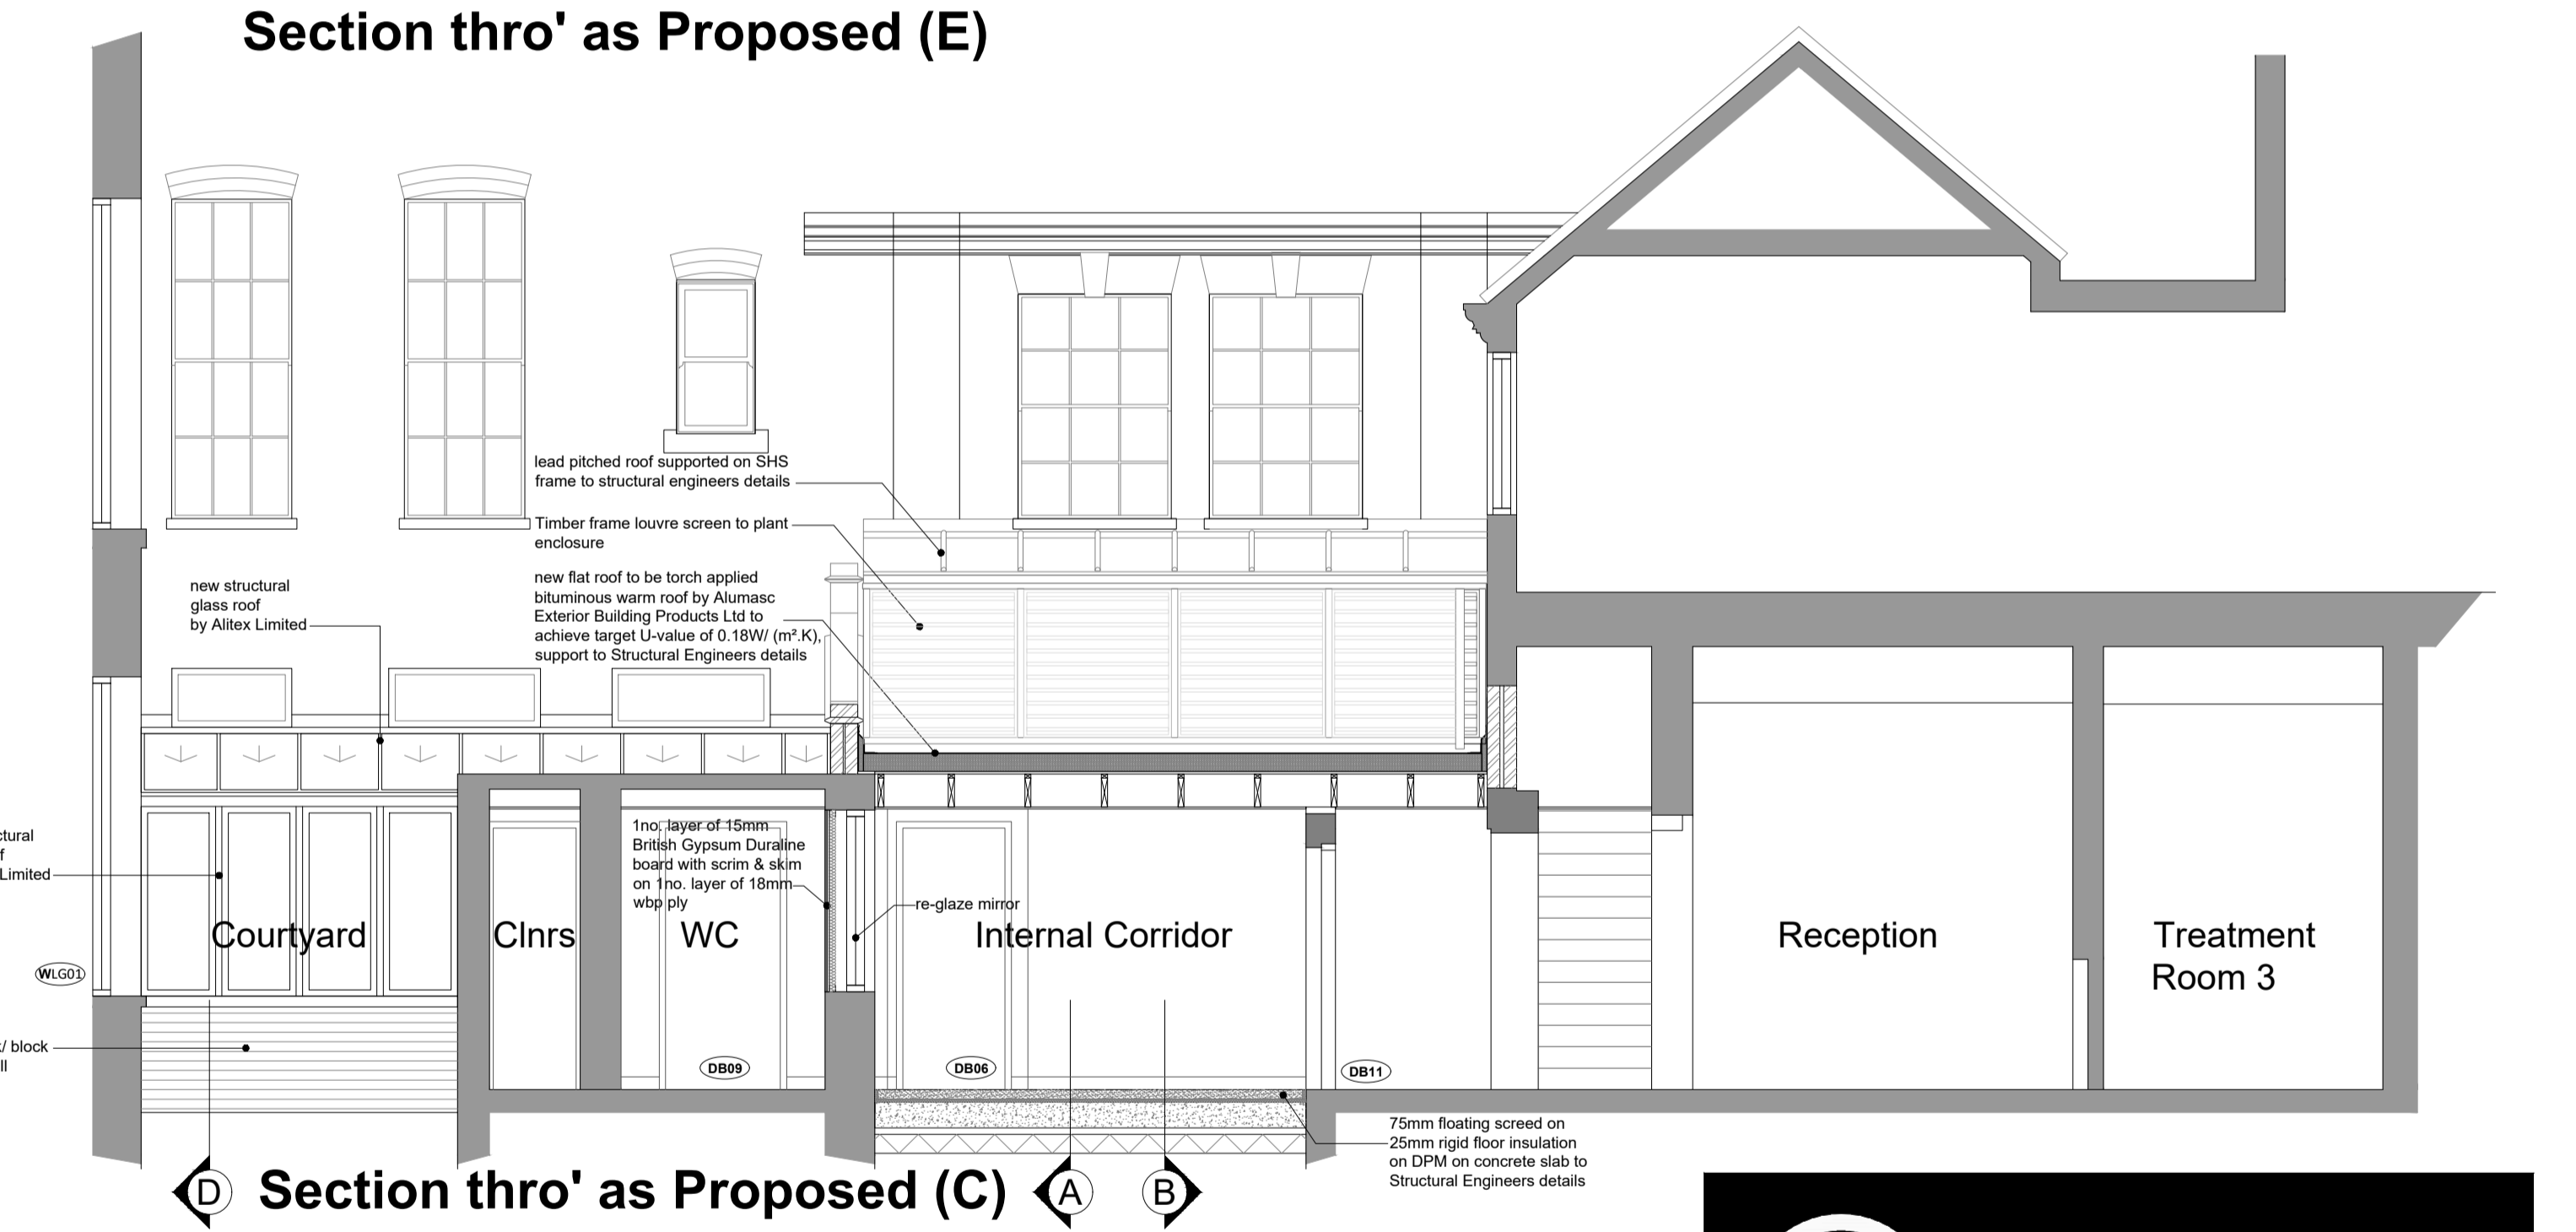 Section thro' as Proposed (E)
lead pitched roof supported on SHS
frame to structural engineers details
Timber frame louvre screen to plant
enclosure
new flat roof to be torch applied
bituminous warm roof by Alumasc
Exterior Building Products Ltd to
achieve target U-value of 0.18W/ (m².K),
support to Structural Engineers details
new structural
glass roof
by Alitex Limited
ctural
f
Limited
1no. layer of 15mm
British Gypsum Duraline
board with scrim & skim
on 1no. layer of 18mm
wbp ply
re-glaze mirror
Courtyard
Clnrs
WC
Internal Corridor
Reception
Treatment
Room 3
WLG01
/ block
ll
DB09
DB06
DB11
75mm floating screed on
25mm rigid floor insulation
on DPM on concrete slab to
Structural Engineers details
D
Section thro' as Proposed (C)
A
B